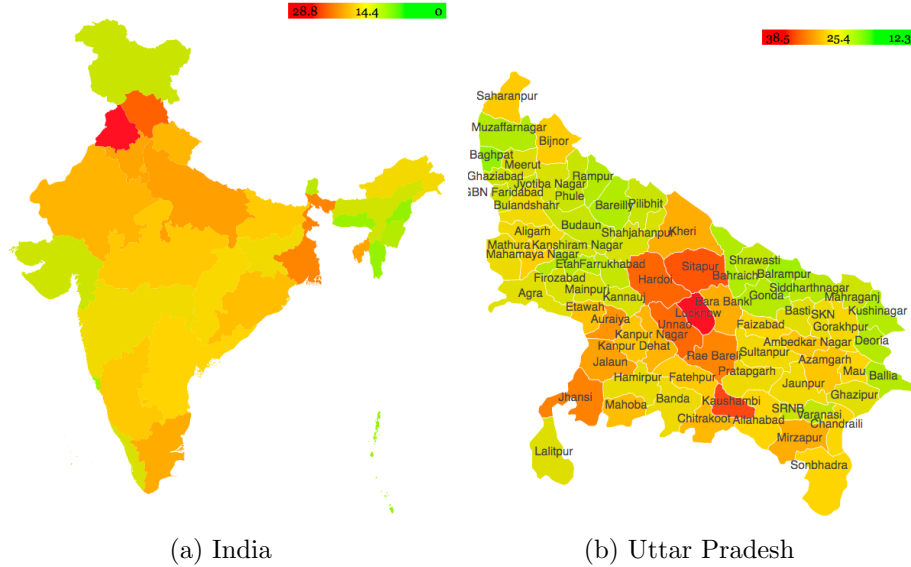 28.8 14.4 0
38.5 25.4 12.3
Saharanpur
Muzaffarnagar
Bijnor
Baghpat
Meerut
Ghaziabad
Rampur
Jyotiba Nagar
GBN Faridabad
Phule
Bareilly Pilibhit
Bulandshahr
Budaun
Shahjahanpur
Kheri
Aligarh
Mathura Kanshiram Nagar
Mahamaya Nagar
Shrawasti
Etah Farrukhabad
Sitapur
Bahraich Balrampur
Firozabad
Hardoi
Siddharthnagar
Agra
Mainpuri
Kannauj
Gonda
Maharaganj
Etawah
Bara Banki
Basti SKN Kushinagar
Auraiya
Lucknow
Unnao
Faizabad
Gorakhpur
Kanpur Nagar
Kanpur Dehat
Ambedkar Nagar
Deoria
Jalaun
Rae Bareli
Sultanpur
Azamgarh
Hamirpur
Fatehpur
Pratapgarh
Mau
Ballia
Jhansi
Mahoba
Banda
Kaushambi
Jaunpur
Ghazipur
Chitrakoot
Allahabad
SRNB
Varanasi
Chandraili
Mirzapur
Lalitpur
Sonbhadra
(a) India
(b) Uttar Pradesh